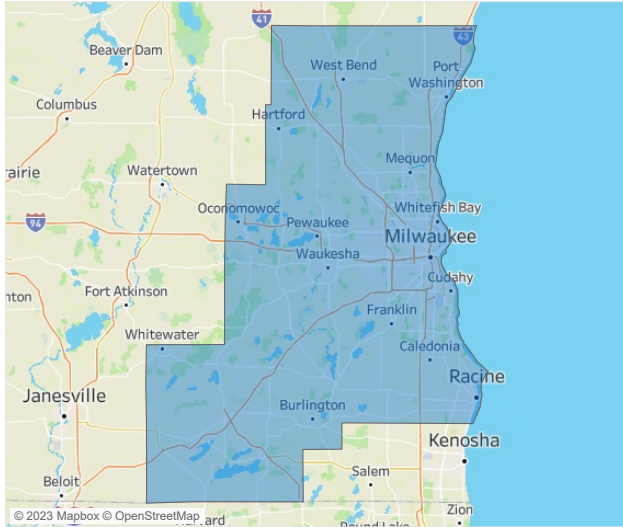 41
43
Beaver Dam
West Bend
Port
Washington
Columbus
Hartford
Mequon
rairie
Watertown
Oconomowoc
Whitefish Bay
94
Pewaukee
Milwaukee
Waukesha
Cudahy
nton
Fort Atkinson
Franklin
Whitewater
Caledonia
Racine
Janesville
Burlington
Kenosha
Salem
Beloit
Zion
© 2023 Mapbox © OpenStreetMap